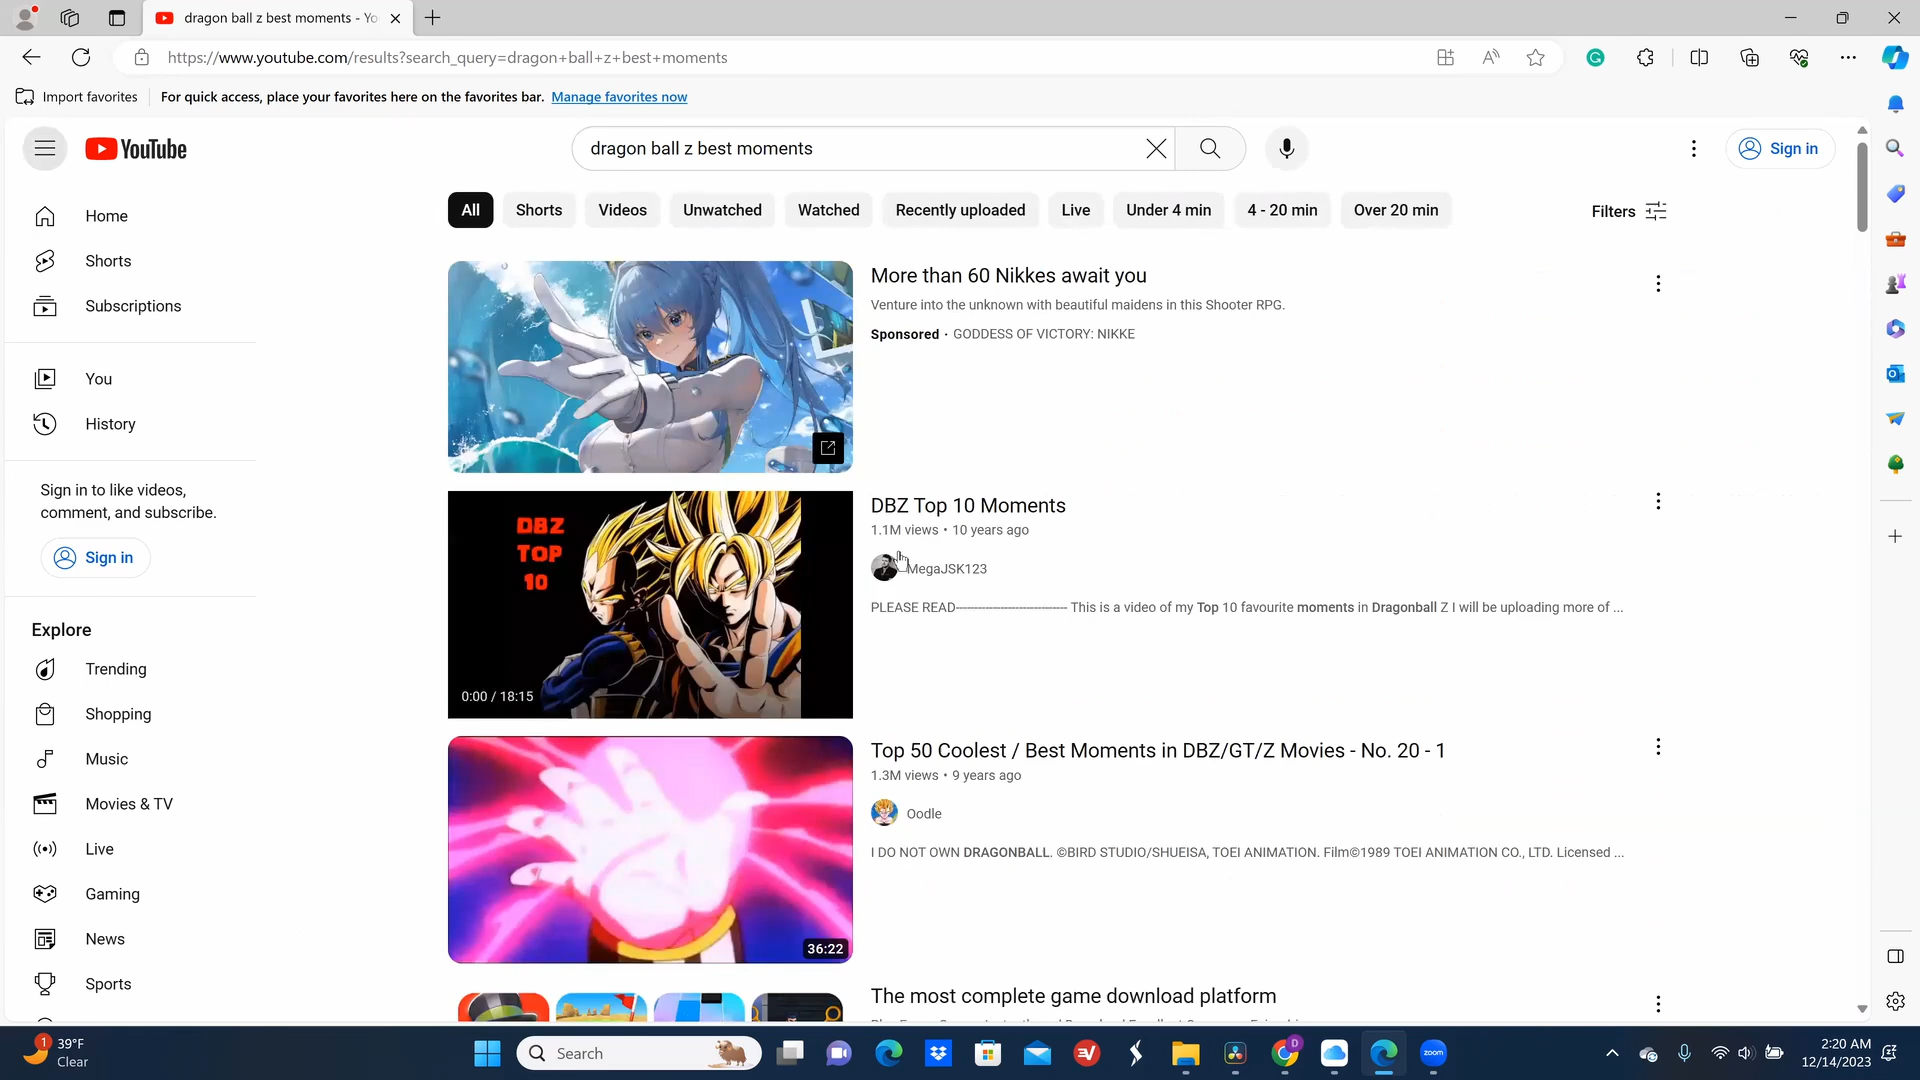 dragon ball z best moments - Yo
https://www.youtube.com/results?search_query=dragon+ball+z+best+moments
Import favorites
For quick access, place your favorites here on the favorites bar. Manage favorites now
YouTube
dragon ball z best moments
Sign in
All
Shorts
Videos
Unwatched
Watched
Recently uploaded
Live
Under 4 min
4 - 20 min
Over 20 min
Filters
Home
Shorts
Subscriptions
You
History
Sign in to like videos,
comment, and subscribe.
Sign in
Explore
Trending
Shopping
Music
Movies & TV
Live
Gaming
News
Sports
More than 60 Nikkes await you
Venture into the unknown with beautiful maidens in this Shooter RPG.
Sponsored · GODDESS OF VICTORY: NIKKE
DBZ
TOP
10
0:00 / 18:15
DBZ Top 10 Moments
1.1M views • 10 years ago
MegaJSK123
PLEASE READ------------------------------ This is a video of my Top 10 favourite moments in Dragonball Z I will be uploading more of ...
36:22
Top 50 Coolest / Best Moments in DBZ/GT/Z Movies - No. 20 - 1
1.3M views • 9 years ago
Oodle
I DO NOT OWN DRAGONBALL. ©BIRD STUDIO/SHUEISA, TOEI ANIMATION. Film©1989 TOEI ANIMATION CO., LTD. Licensed ...
The most complete game download platform
1
39°F
Clear
Search
D
zoom
2:20 AM
12/14/2023